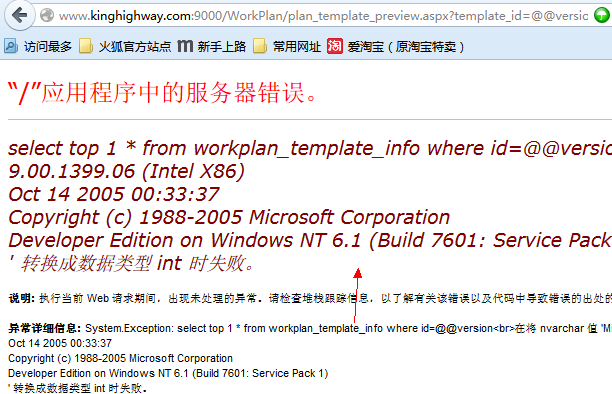 www.kinghighway.com:9000/WorkPlan/plan_template_preview.aspx?template_id=@@versio
访问最多 火狐官方站点 新手上路 常用网址 爱淘宝（原淘宝特卖）
“/”应用程序中的服务器错误。
select top 1 * from workplan_template_info where id=@@versio
9.00.1399.06 (Intel X86)
Oct 14 2005 00:33:37
Copyright (c) 1988-2005 Microsoft Corporation
Developer Edition on Windows NT 6.1 (Build 7601: Service Pack
' 转换成数据类型 int 时失败。
说明: 执行当前 Web 请求期间，出现未处理的异常。请检查堆栈跟踪信息，以了解有关该错误以及代码中导致错误的出处的
异常详细信息: System.Exception: select top 1 * from workplan_template_info where id=@@version<br>在将 nvarchar 值 'Mi
Oct 14 2005 00:33:37
Copyright (c) 1988-2005 Microsoft Corporation
Developer Edition on Windows NT 6.1 (Build 7601: Service Pack 1)
' 转换成数据类型 int 时失败。